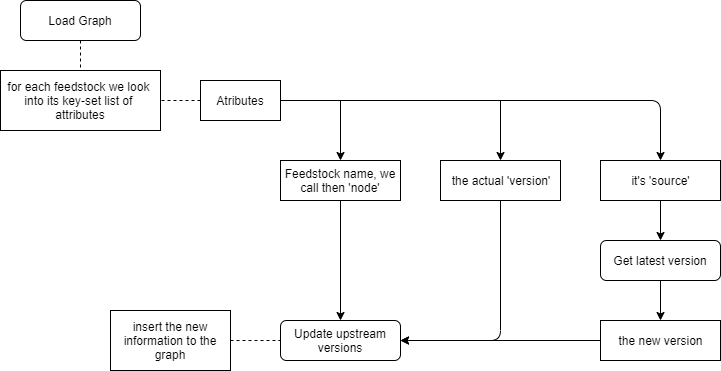 Load Graph
for each feedstock we look
into its key-set list of
attributes
Atributes
Feedstock name, we
call then 'node'
the actual 'version'
it's 'source'
Get latest version
insert the new
information to the
graph
Update upstream
versions
the new version